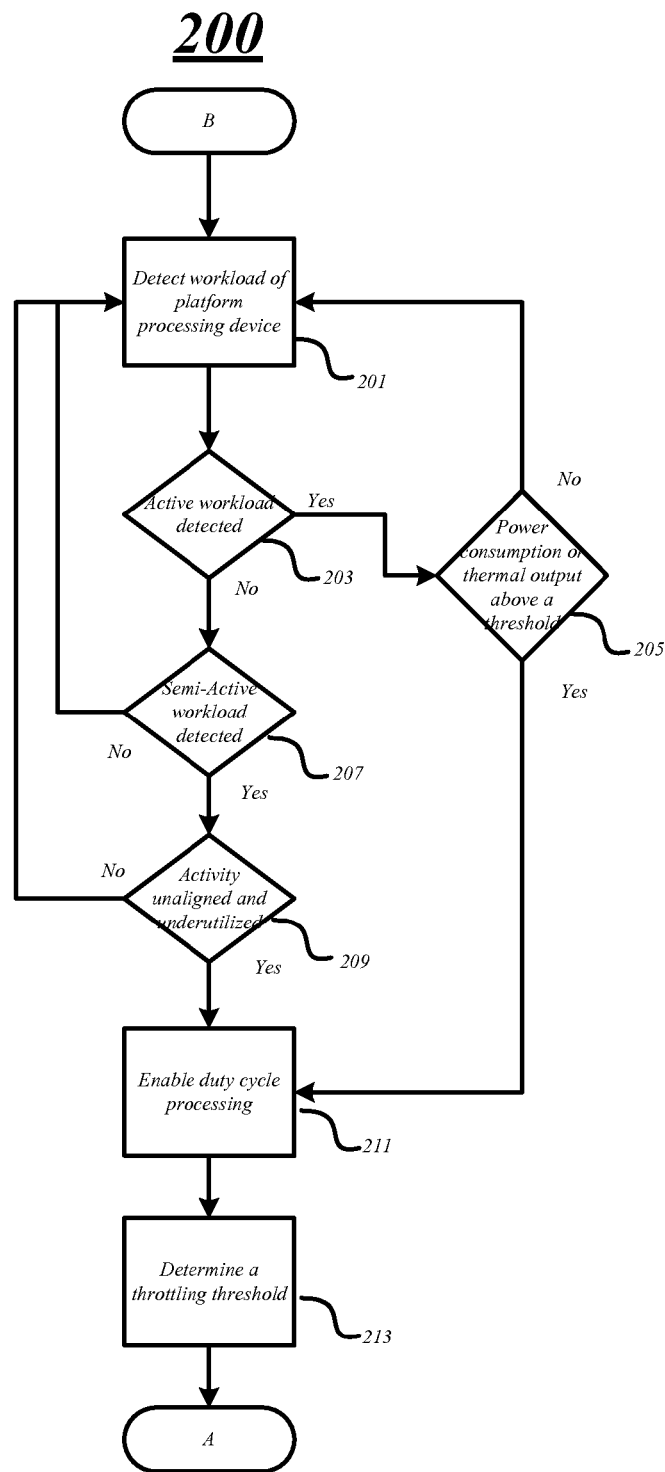 200
B
Detect workload of
platform
processing device
201
Active workload
detected
Yes
203
No
Power
consumption or
thermal output
above a
threshold
No
205
Yes
Semi-Active
workload
detected
No
207
Yes
Activity
unaligned and
underutilized
No
209
Yes
Enable duty cycle
processing
211
Determine a
throttling threshold
213
A